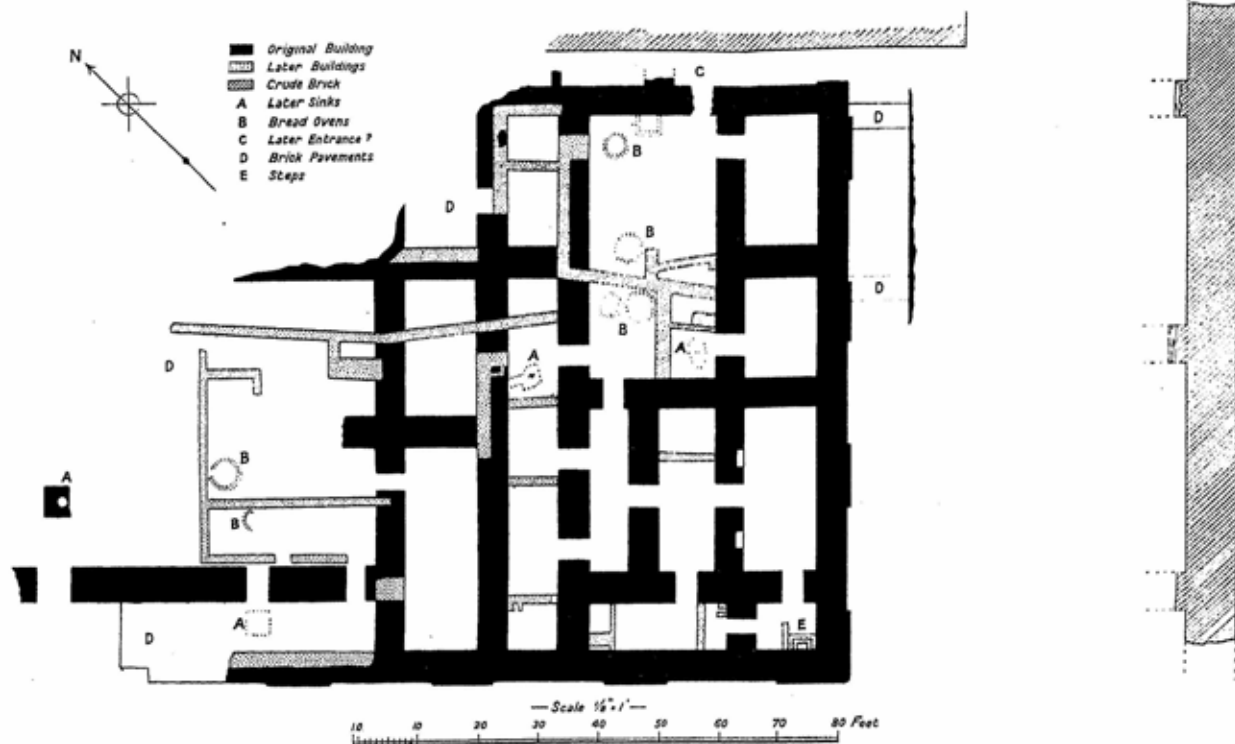 N
Original Building
Later Buildings
Crude Brick
A Later Sinks
B Bread Ovens
C Later Entrance ?
D Brick Pavements
E Steps
C
D
B
D
B
D
B
A
A
D
B
A
B
A
D
E
— Scale 1/8" = 1' —
10 10 20 30 40 50 60 70 80 Feet